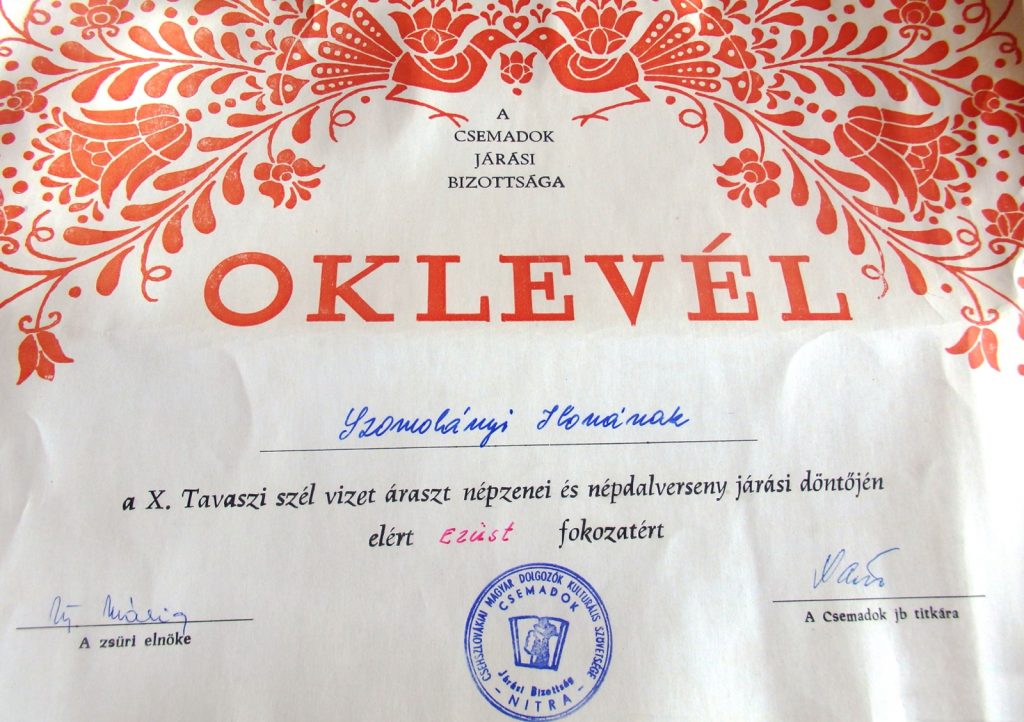 A
CSEMADOK
JÁRÁSI
BIZOTTSÁGA
OKLEVÉL
Szomolányi Ilonának
a X. Tavaszi szél vizet áraszt népzenei és népdalverseny járási döntőjén
elért ezüst fokozatért
A zsüri elnöke
A Csemadok jb titkára
CSEHSZLOVÁKIAI MAGYAR DOLGOZÓK KULTURÁLIS SZÖVETSÉGE
CSEMADOK
Járási Bizottság
- NITRA -